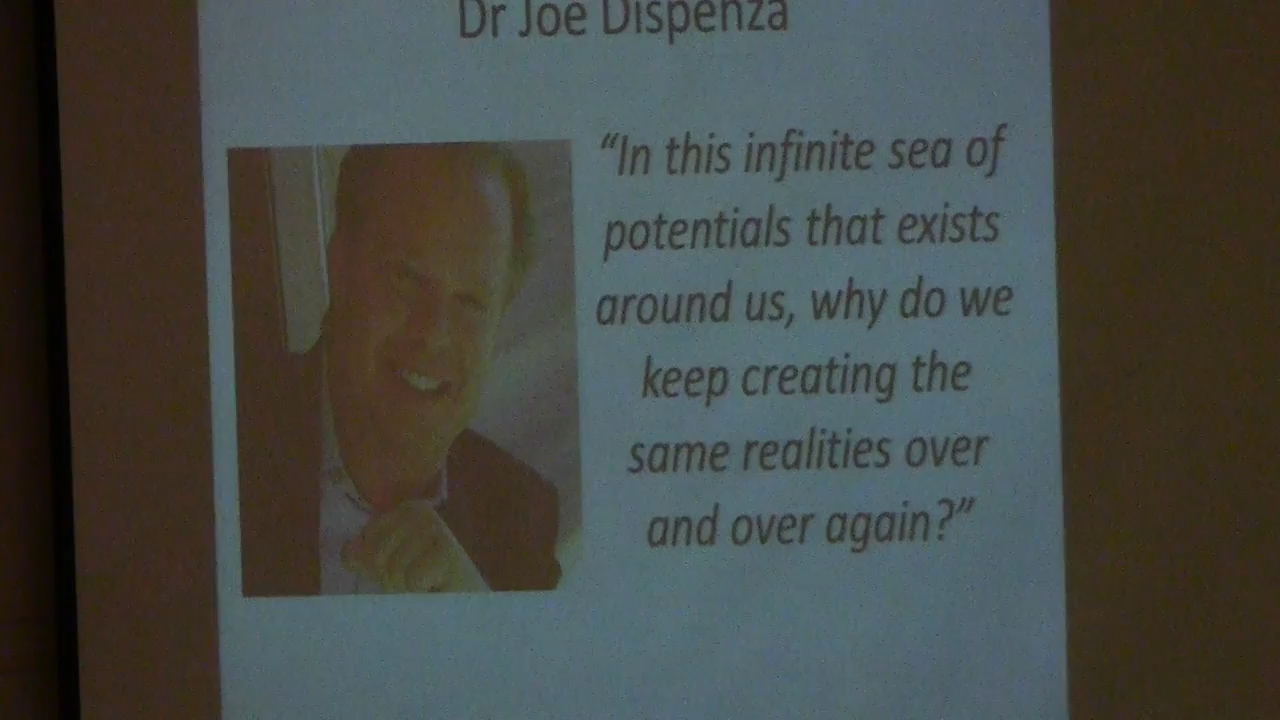 Dr Joe Dispenza
“In this infinite sea of
potentials that exists
around us, why do we
keep creating the
same realities over
and over again?”